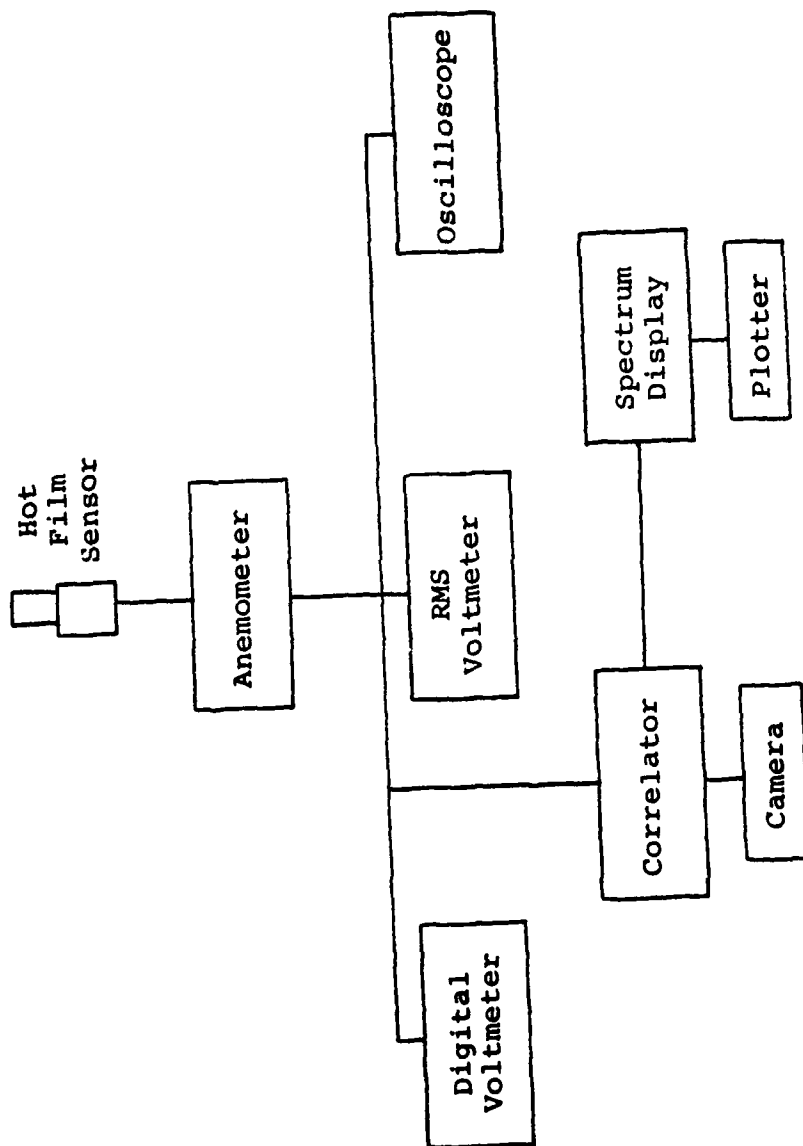 Hot
Film
Sensor
Anemometer
Digital
Voltmeter
RMS
Voltmeter
Oscilloscope
Correlator
Spectrum
Display
Camera
Plotter